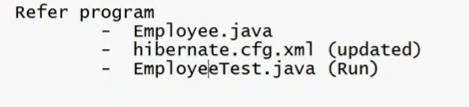 Refer program
- Employee.java
- hibernate.cfg.xml (updated)
- EmployeeTest.java (Run)